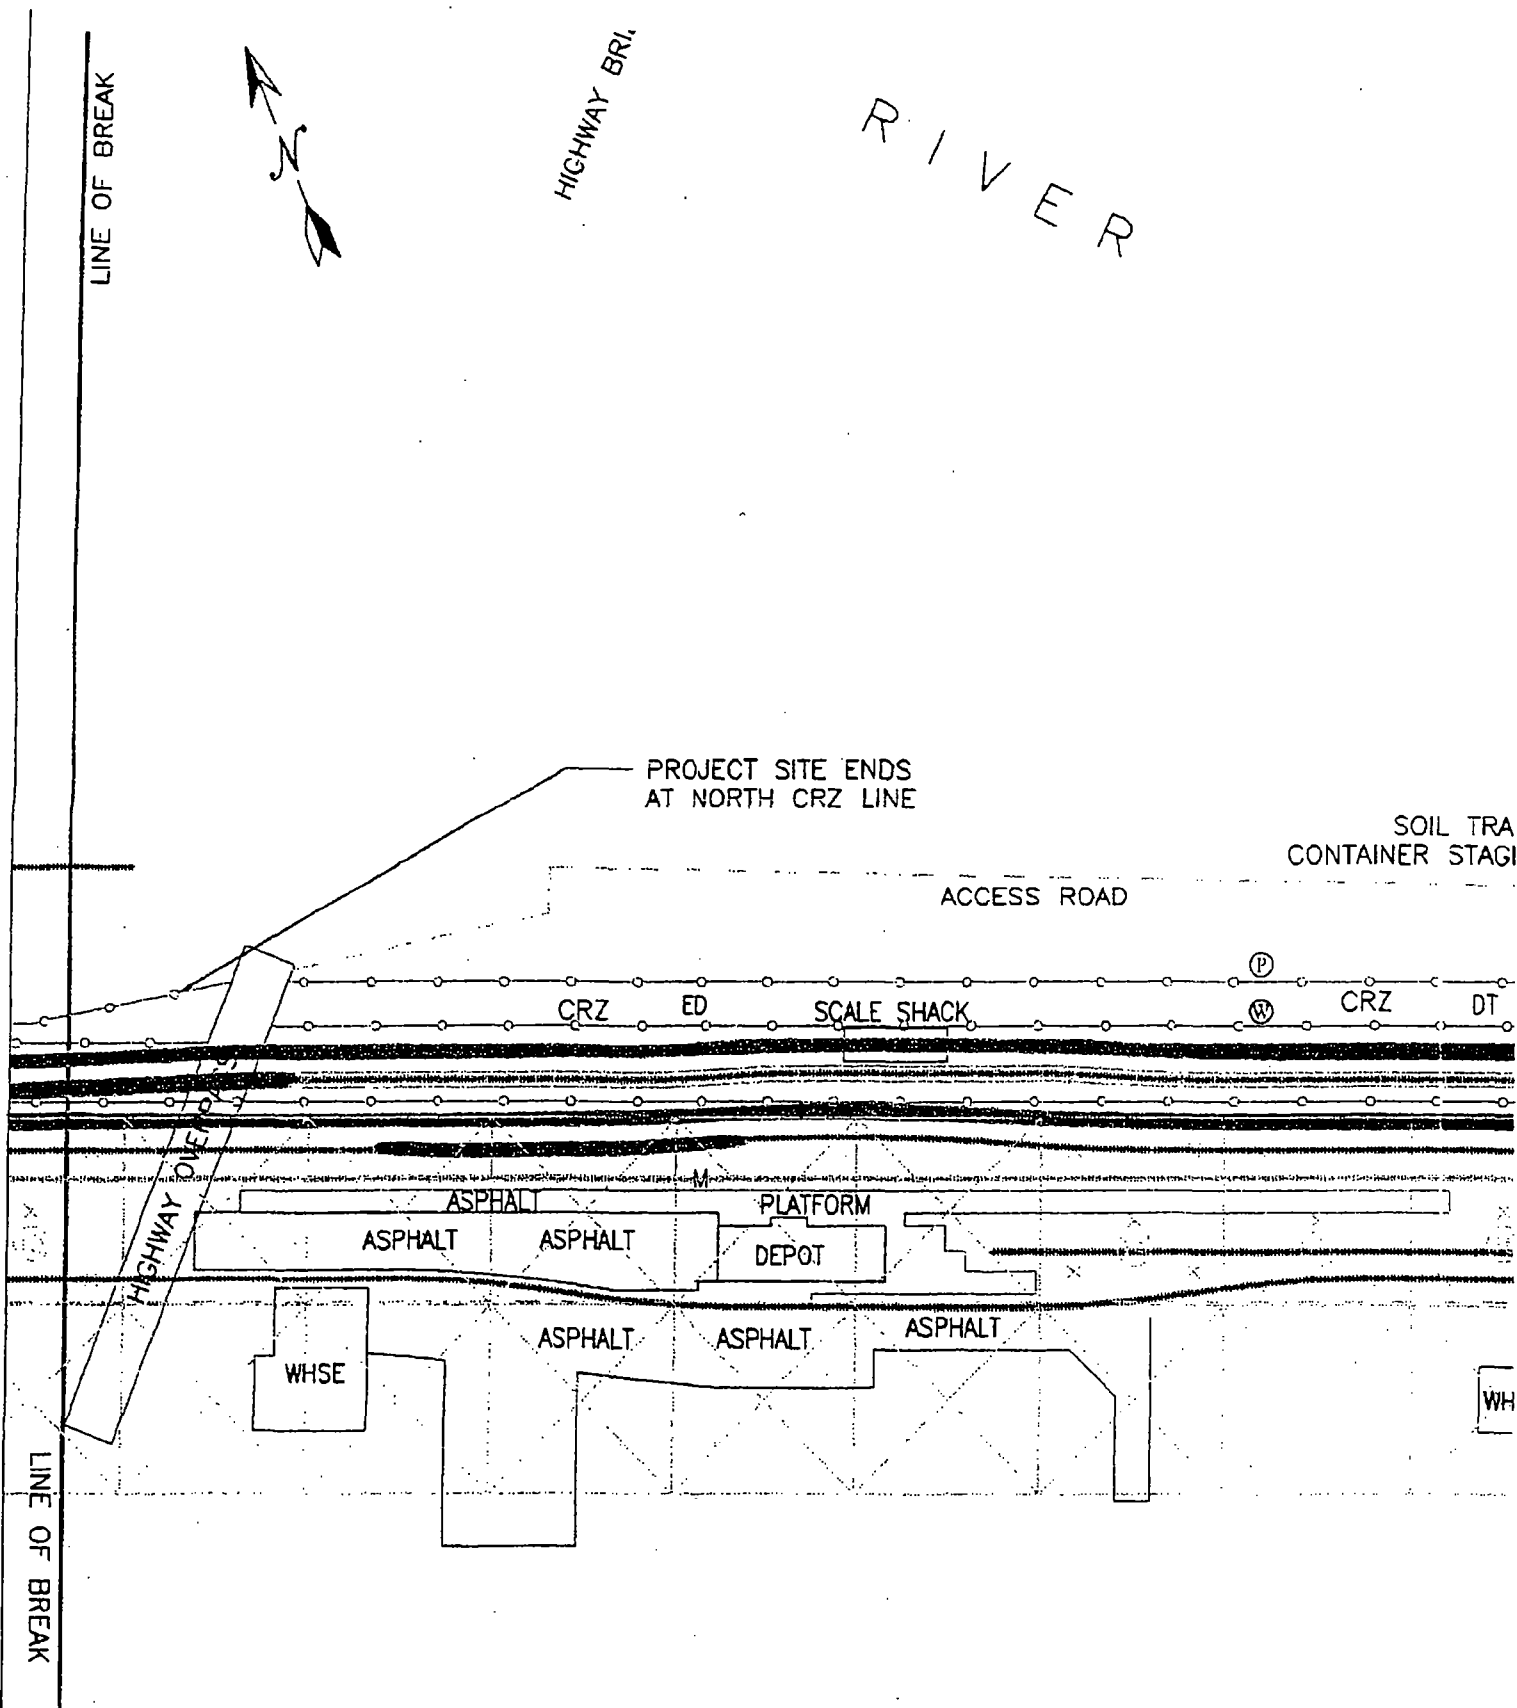 LINE OF BREAK
N
HIGHWAY BRI
RIVER
PROJECT SITE ENDS
AT NORTH CRZ LINE
SOIL TRA
CONTAINER STAGI
ACCESS ROAD
P
CRZ ED SCALE SHACK W CRZ DT
HIGHWAY OVERPASS
M
ASPHALT PLATFORM
ASPHALT ASPHALT DEPOT
ASPHALT ASPHALT ASPHALT
WHSE
WH
LINE OF BREAK